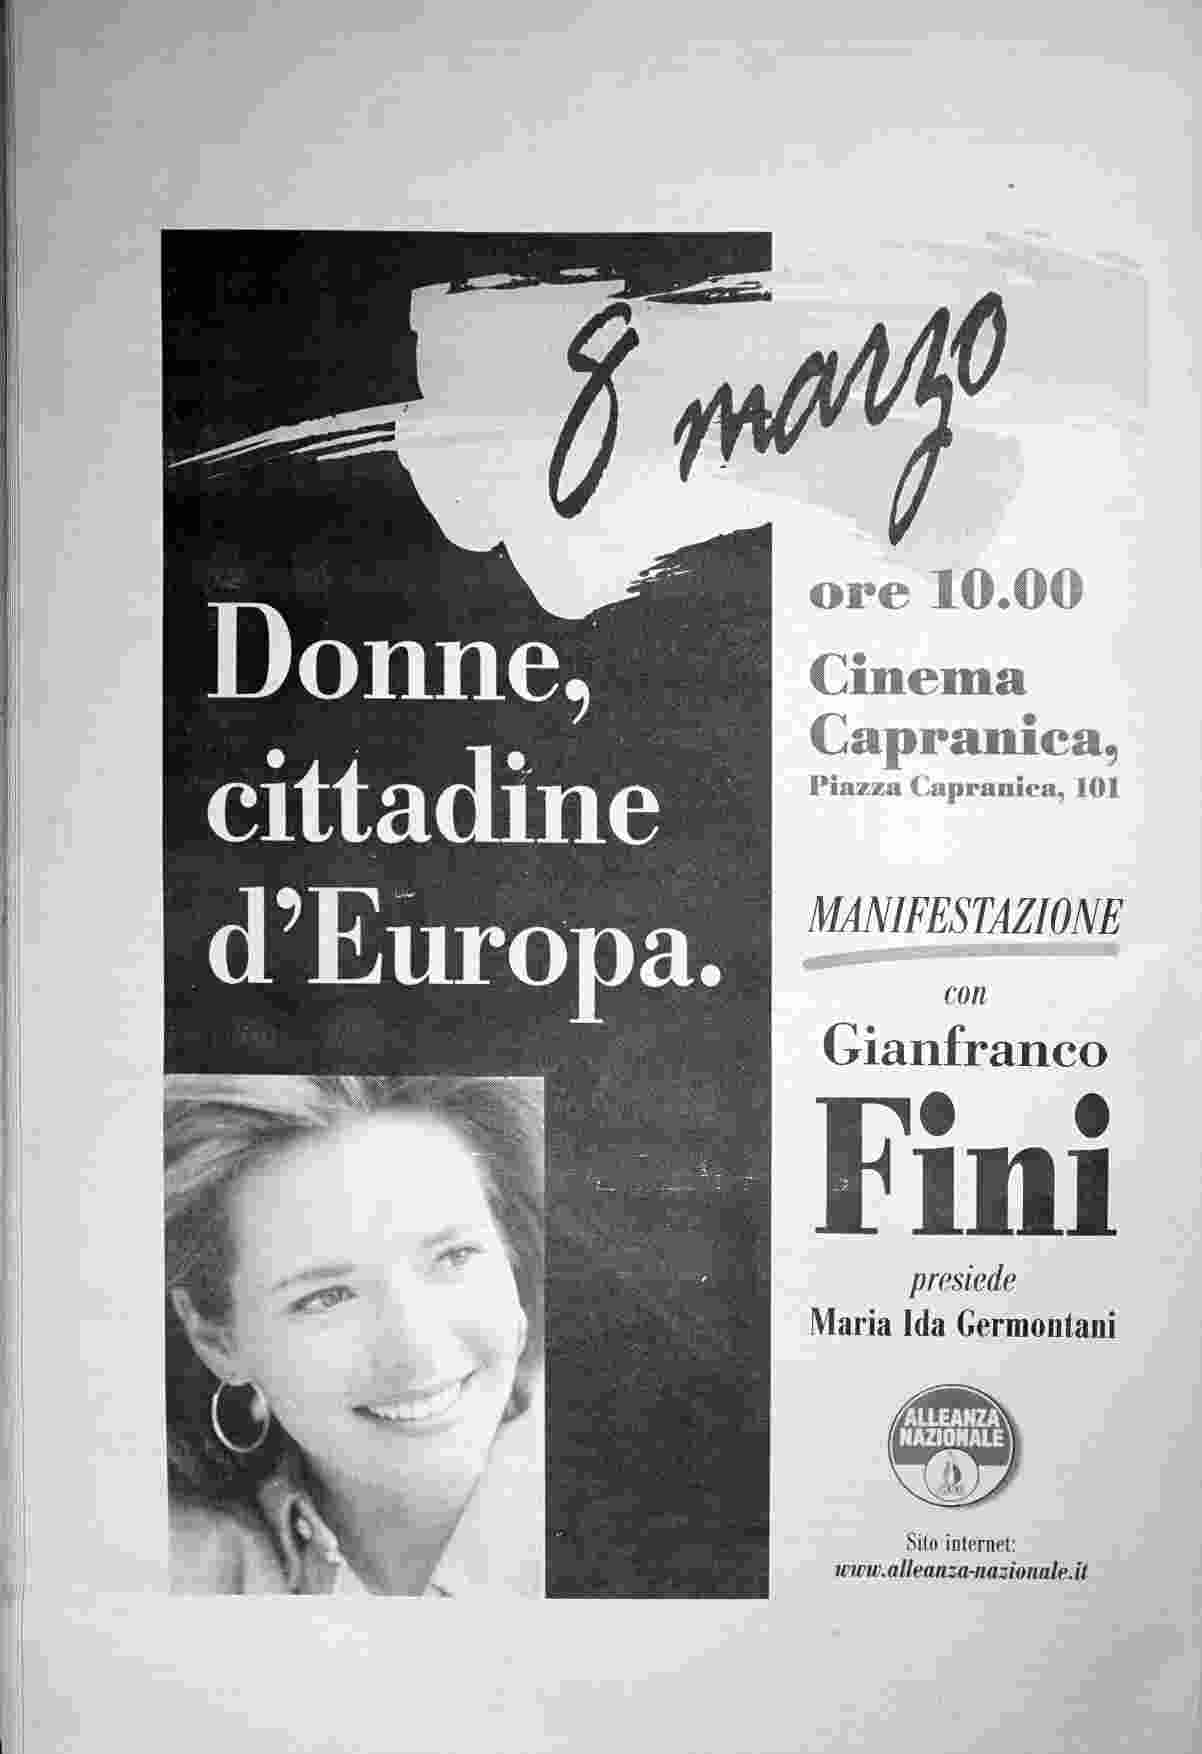 8 marzo
Donne,
cittadine
d'Europa.
ore 10.00
Cinema
Capranica,
Piazza Capranica, 101
MANIFESTAZIONE
con
Gianfranco
Fini
presiede
Maria Ida Germontani
ALLEANZA
NAZIONALE
Sito internet:
www.alleanza-nazionale.it